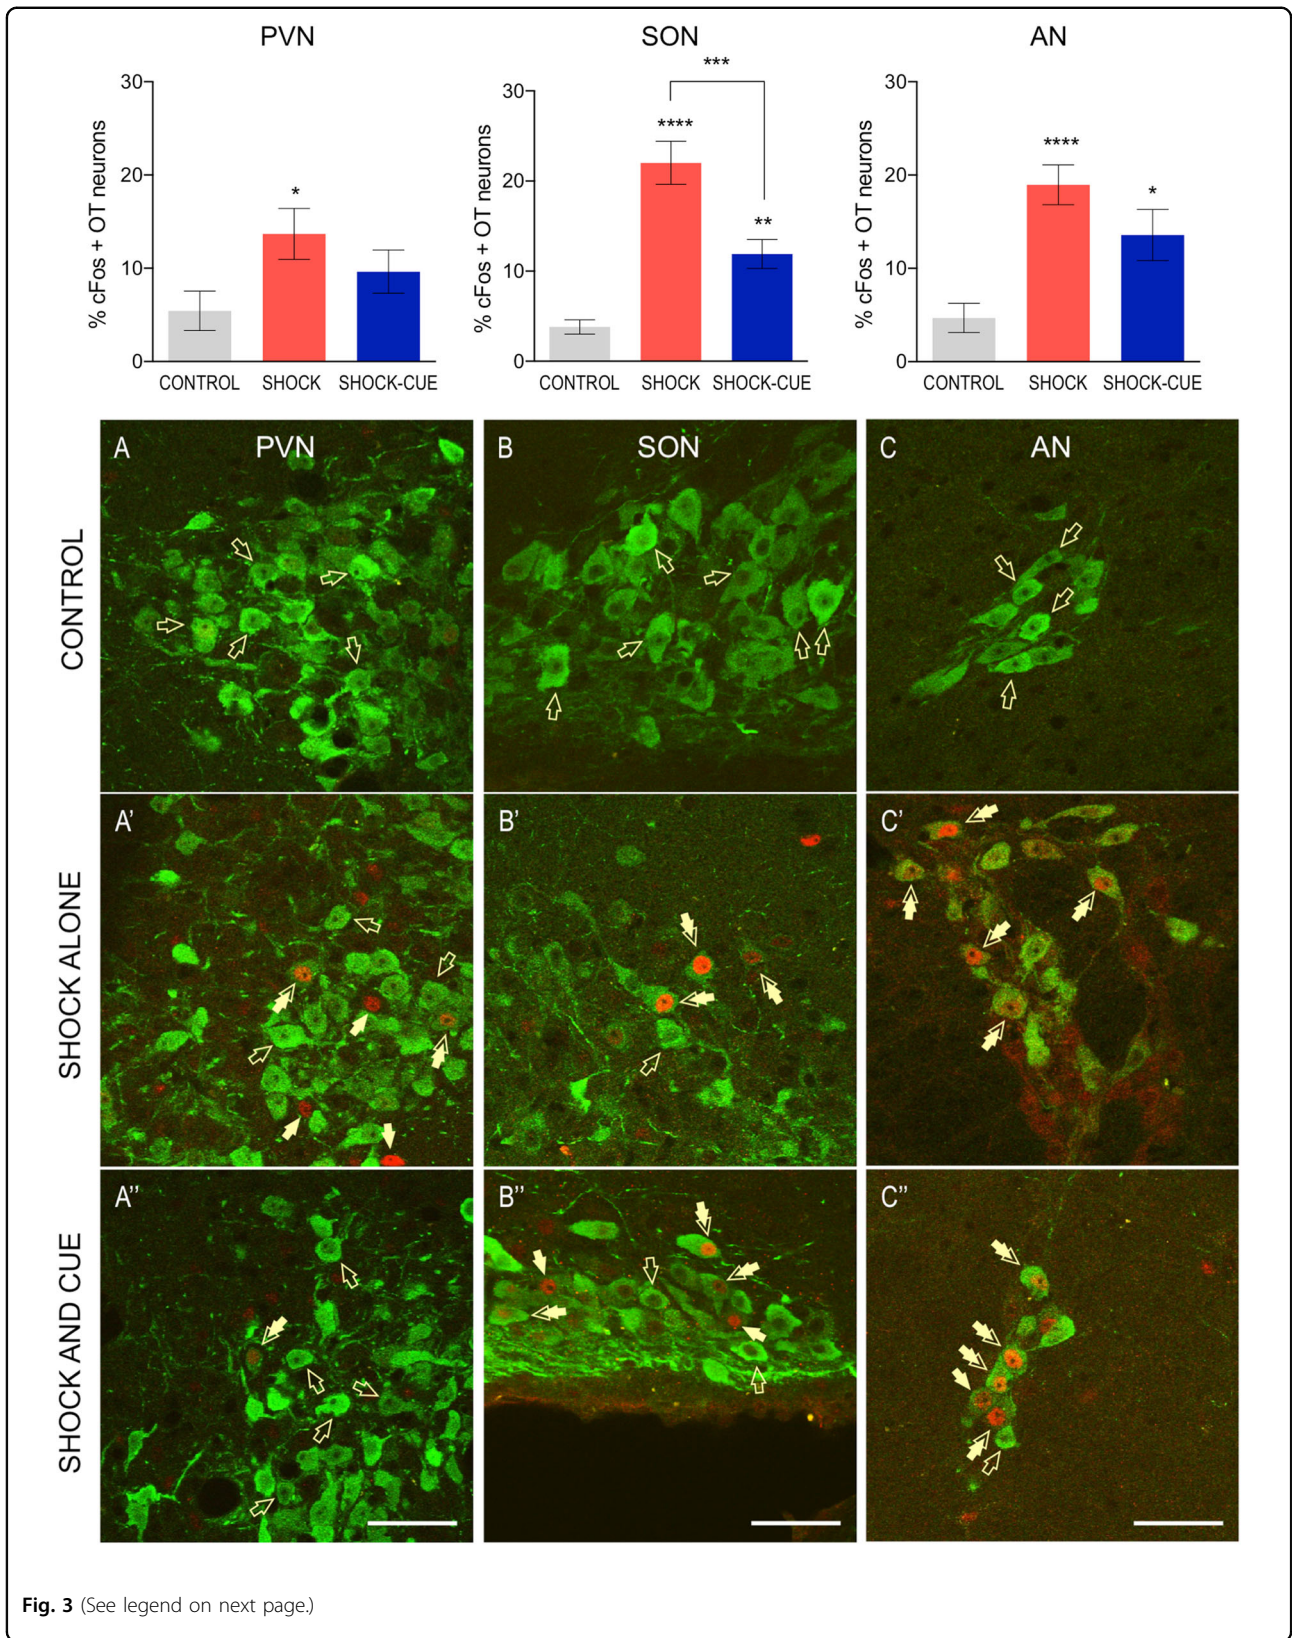 PVN
SON
AN
% cFos + OT neurons
30
20
10
0
*
CONTROL
SHOCK
SHOCK-CUE
% cFos + OT neurons
30
20
10
0
***
****
**
CONTROL
SHOCK
SHOCK-CUE
% cFos + OT neurons
30
20
10
0
****
*
CONTROL
SHOCK
SHOCK-CUE
CONTROL
A
PVN
B
SON
C
AN
SHOCK ALONE
A'
B'
C'
SHOCK AND CUE
A''
B''
C''
Fig. 3 (See legend on next page.)